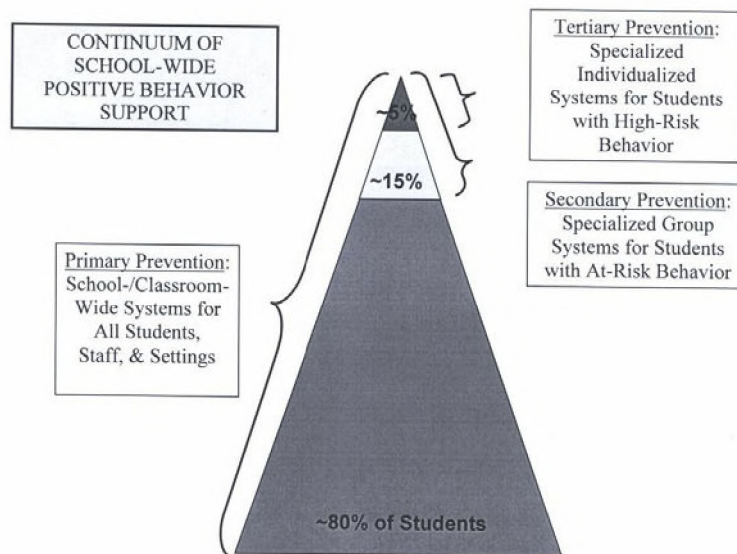 CONTINUUM OF
SCHOOL-WIDE
POSITIVE BEHAVIOR
SUPPORT
Tertiary Prevention:
Specialized
Individualized
Systems for Students
with High-Risk
Behavior
~5%
~15%
Secondary Prevention:
Specialized Group
Systems for Students
with At-Risk Behavior
Primary Prevention:
School-/Classroom-
Wide Systems for
All Students,
Staff, & Settings
~80% of Students